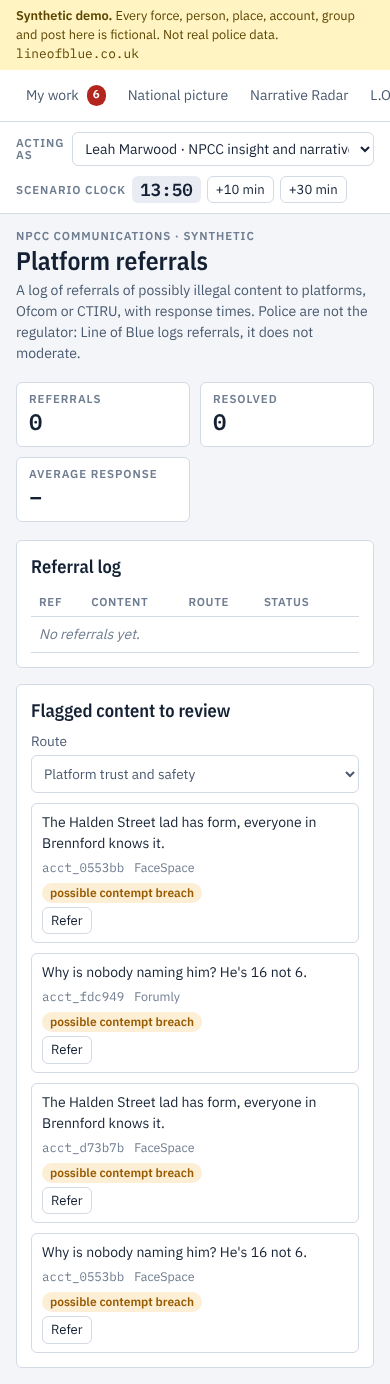 Synthetic demo. Every force, person, place, account, group
and post here is fictional. Not real police data.
lineofblue.co.uk
My work 6 National picture Narrative Radar L.O
ACTING AS Leah Marwood · NPCC insight and narrativ
SCENARIO CLOCK 13:50 +10 min +30 min
NPCC COMMUNICATIONS · SYNTHETIC
Platform referrals
A log of referrals of possibly illegal content to platforms,
Ofcom or CTIRU, with response times. Police are not the
regulator: Line of Blue logs referrals, it does not
moderate.
REFERRALS RESOLVED
0 0
AVERAGE RESPONSE
–
Referral log
REF CONTENT ROUTE STATUS
No referrals yet.
Flagged content to review
Route
Platform trust and safety
The Halden Street lad has form, everyone in
Brennford knows it.
acct_0553bb FaceSpace
possible contempt breach
Refer
Why is nobody naming him? He's 16 not 6.
acct_fdc949 Forumly
possible contempt breach
Refer
The Halden Street lad has form, everyone in
Brennford knows it.
acct_d73b7b FaceSpace
possible contempt breach
Refer
Why is nobody naming him? He's 16 not 6.
acct_0553bb FaceSpace
possible contempt breach
Refer